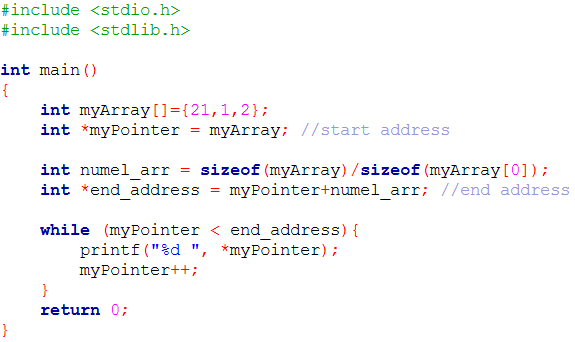 #include <stdio.h>
#include <stdlib.h>
int main()
{
int myArray[]={21,1,2};
int *myPointer = myArray; //start address
int numel_arr = sizeof(myArray)/sizeof(myArray[0]);
int *end_address = myPointer+numel_arr; //end address
while (myPointer < end_address){
printf("%d ", *myPointer);
myPointer++;
}
return 0;
}